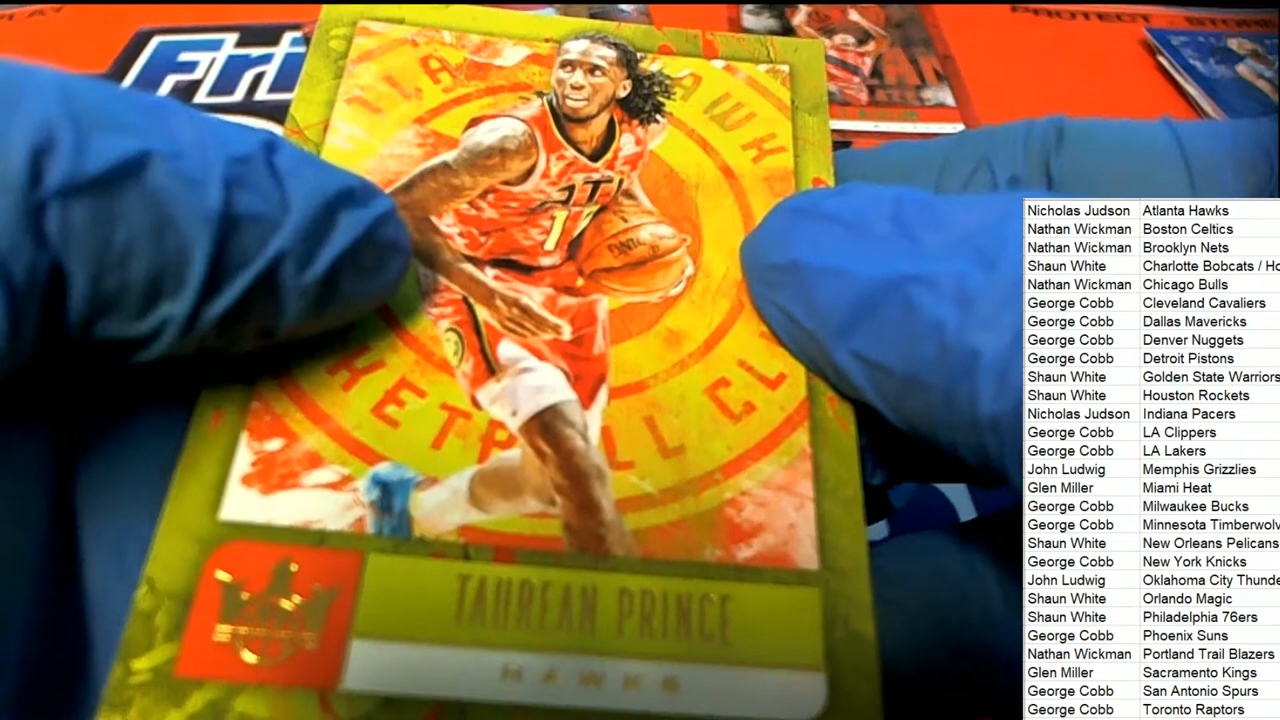 PROTECT
Fri
ATL
12
TAUREAN PRINCE
HAWKS
Nicholas Judson Atlanta Hawks
Nathan Wickman Boston Celtics
Nathan Wickman Brooklyn Nets
Shaun White Charlotte Bobcats / Ho
Nathan Wickman Chicago Bulls
George Cobb Cleveland Cavaliers
George Cobb Dallas Mavericks
George Cobb Denver Nuggets
George Cobb Detroit Pistons
Shaun White Golden State Warriors
Shaun White Houston Rockets
Nicholas Judson Indiana Pacers
George Cobb LA Clippers
George Cobb LA Lakers
John Ludwig Memphis Grizzlies
Glen Miller Miami Heat
George Cobb Milwaukee Bucks
George Cobb Minnesota Timberwolv
Shaun White New Orleans Pelicans
George Cobb New York Knicks
John Ludwig Oklahoma City Thunde
Shaun White Orlando Magic
Shaun White Philadelphia 76ers
George Cobb Phoenix Suns
Nathan Wickman Portland Trail Blazers
Glen Miller Sacramento Kings
George Cobb San Antonio Spurs
George Cobb Toronto Raptors